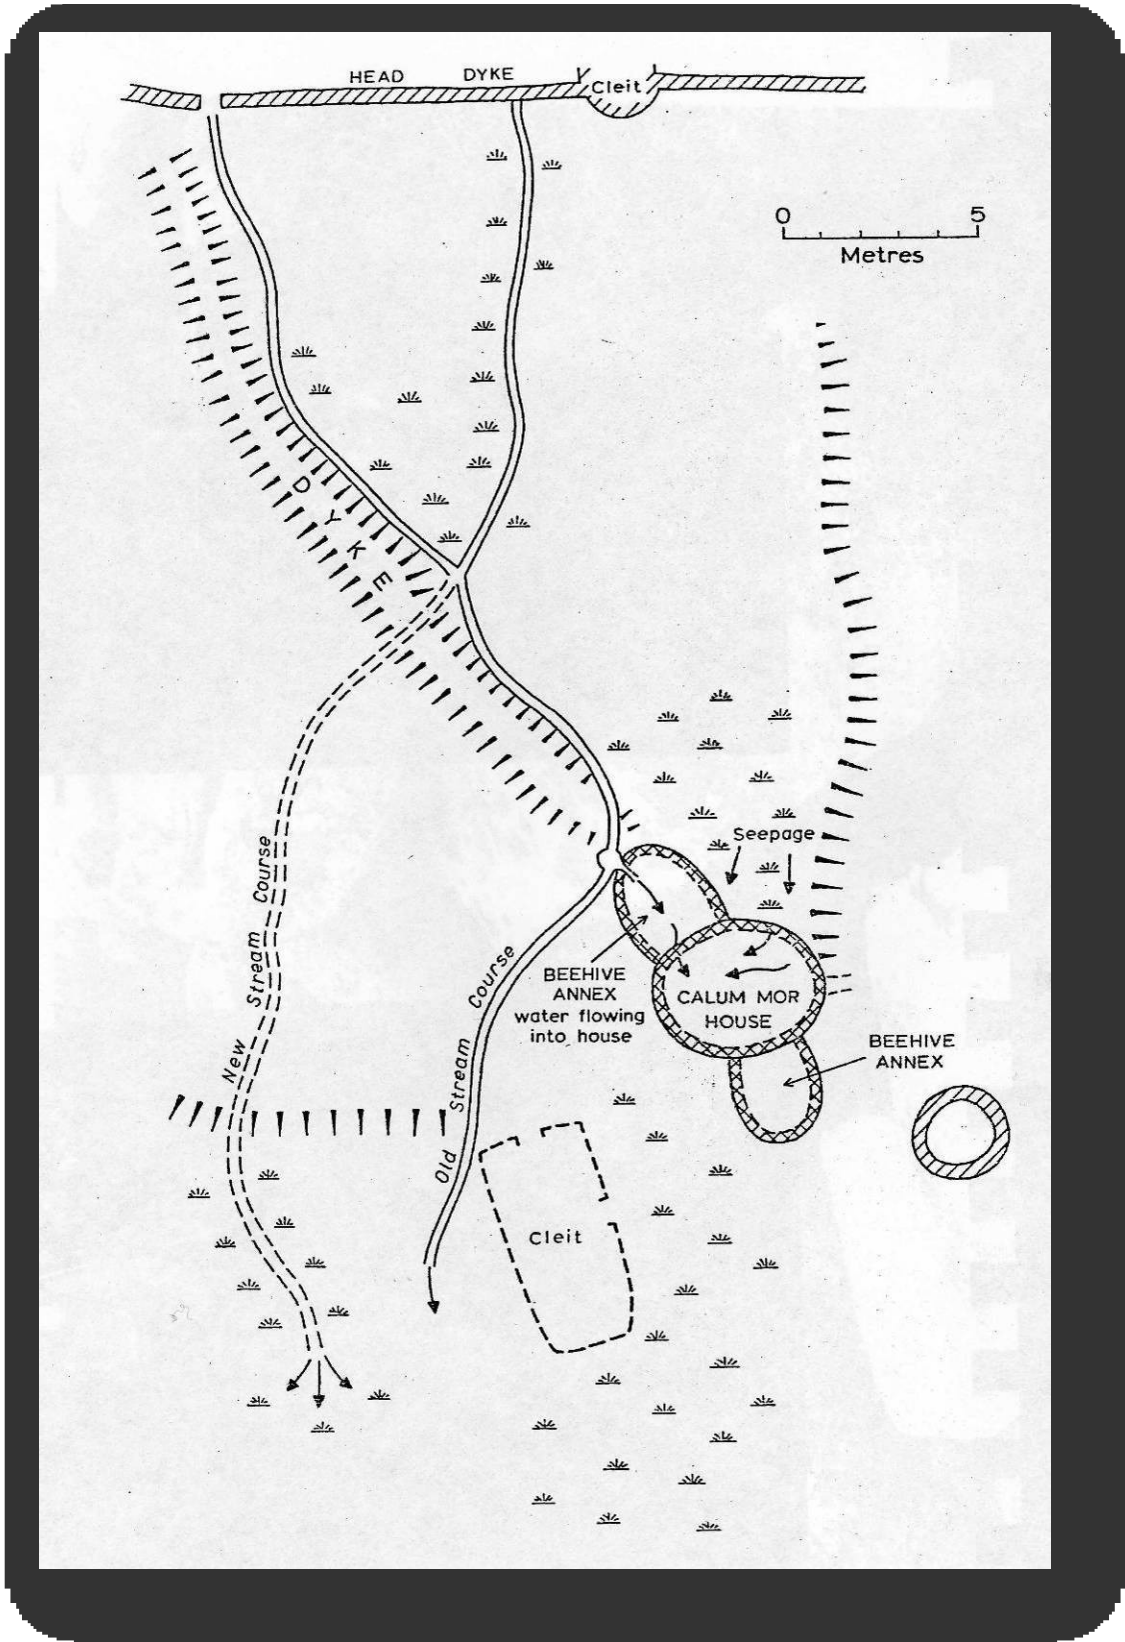 HEAD DYKE
Cleit
0 5
Metres
DYKE
Seepage
New Stream Course
Old Stream Course
BEEHIVE
ANNEX
water flowing
into house
CALUM MOR
HOUSE
BEEHIVE
ANNEX
Cleit